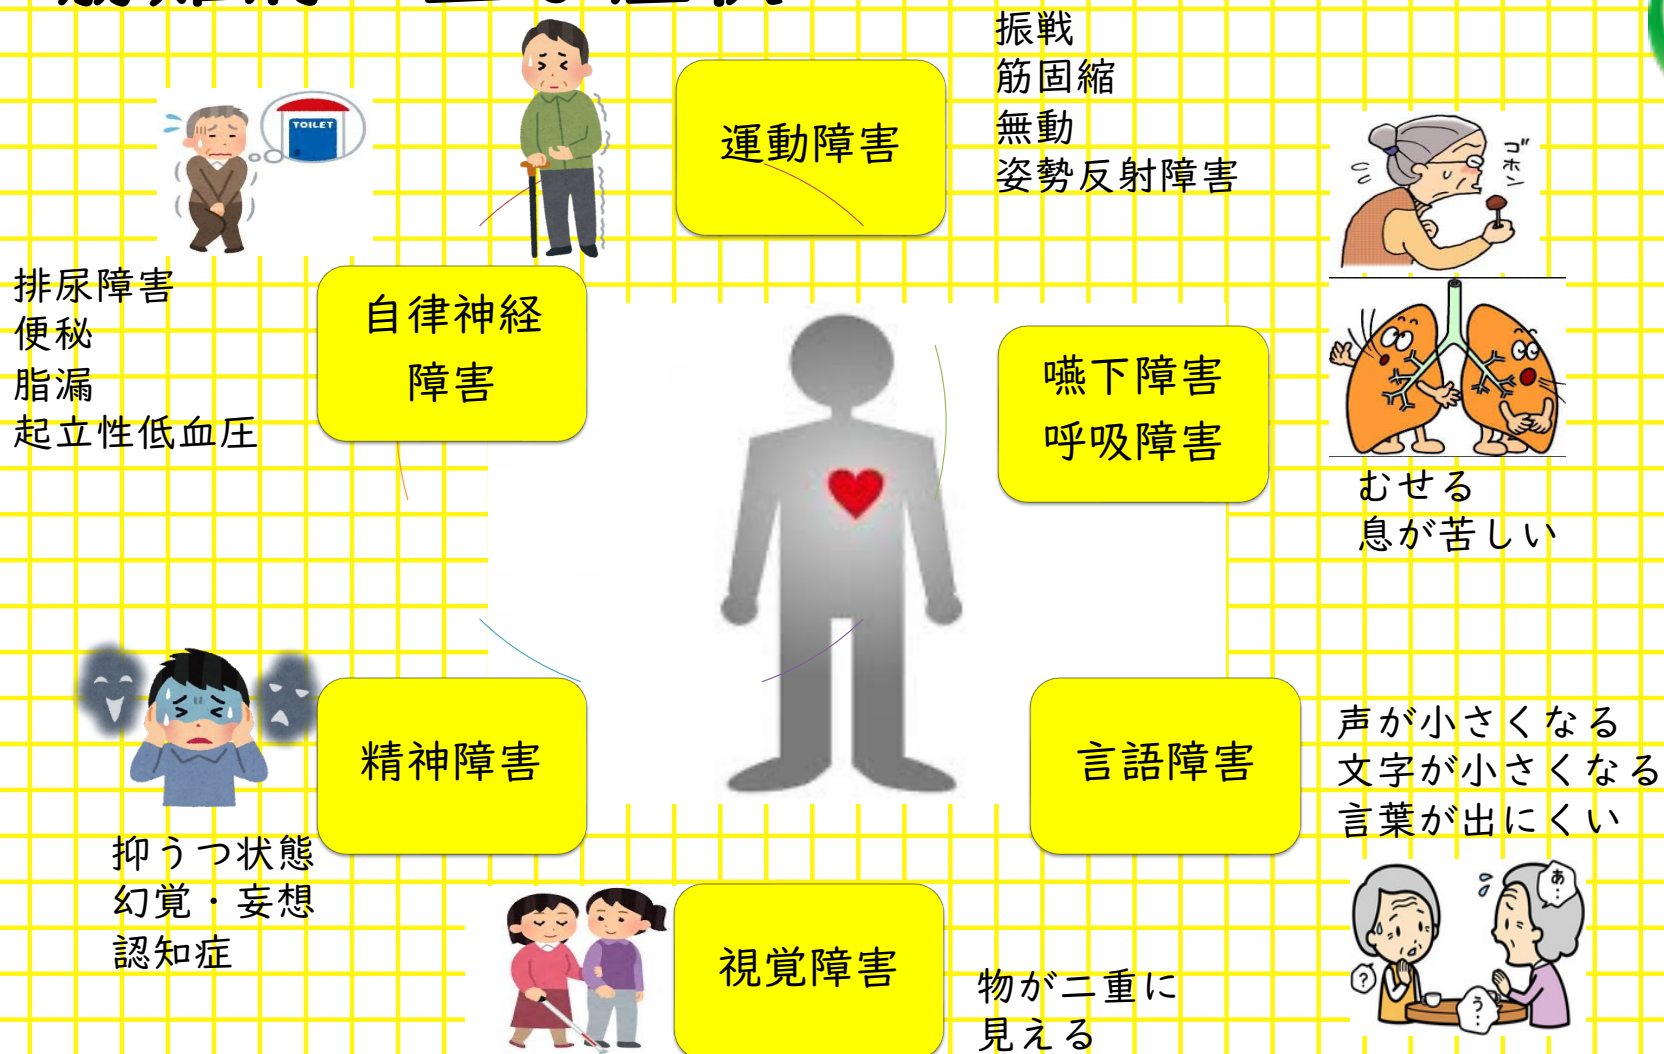 運動障害
振戦
筋固縮
無動
姿勢反射障害
TOILET
自律神経
障害
排尿障害
便秘
脂漏
起立性低血圧
ゴホン
嚥下障害
呼吸障害
むせる
息が苦しい
精神障害
抑うつ状態
幻覚・妄想
認知症
言語障害
声が小さくなる
文字が小さくなる
言葉が出にくい
あ…
?
う…
視覚障害
物が二重に
見える